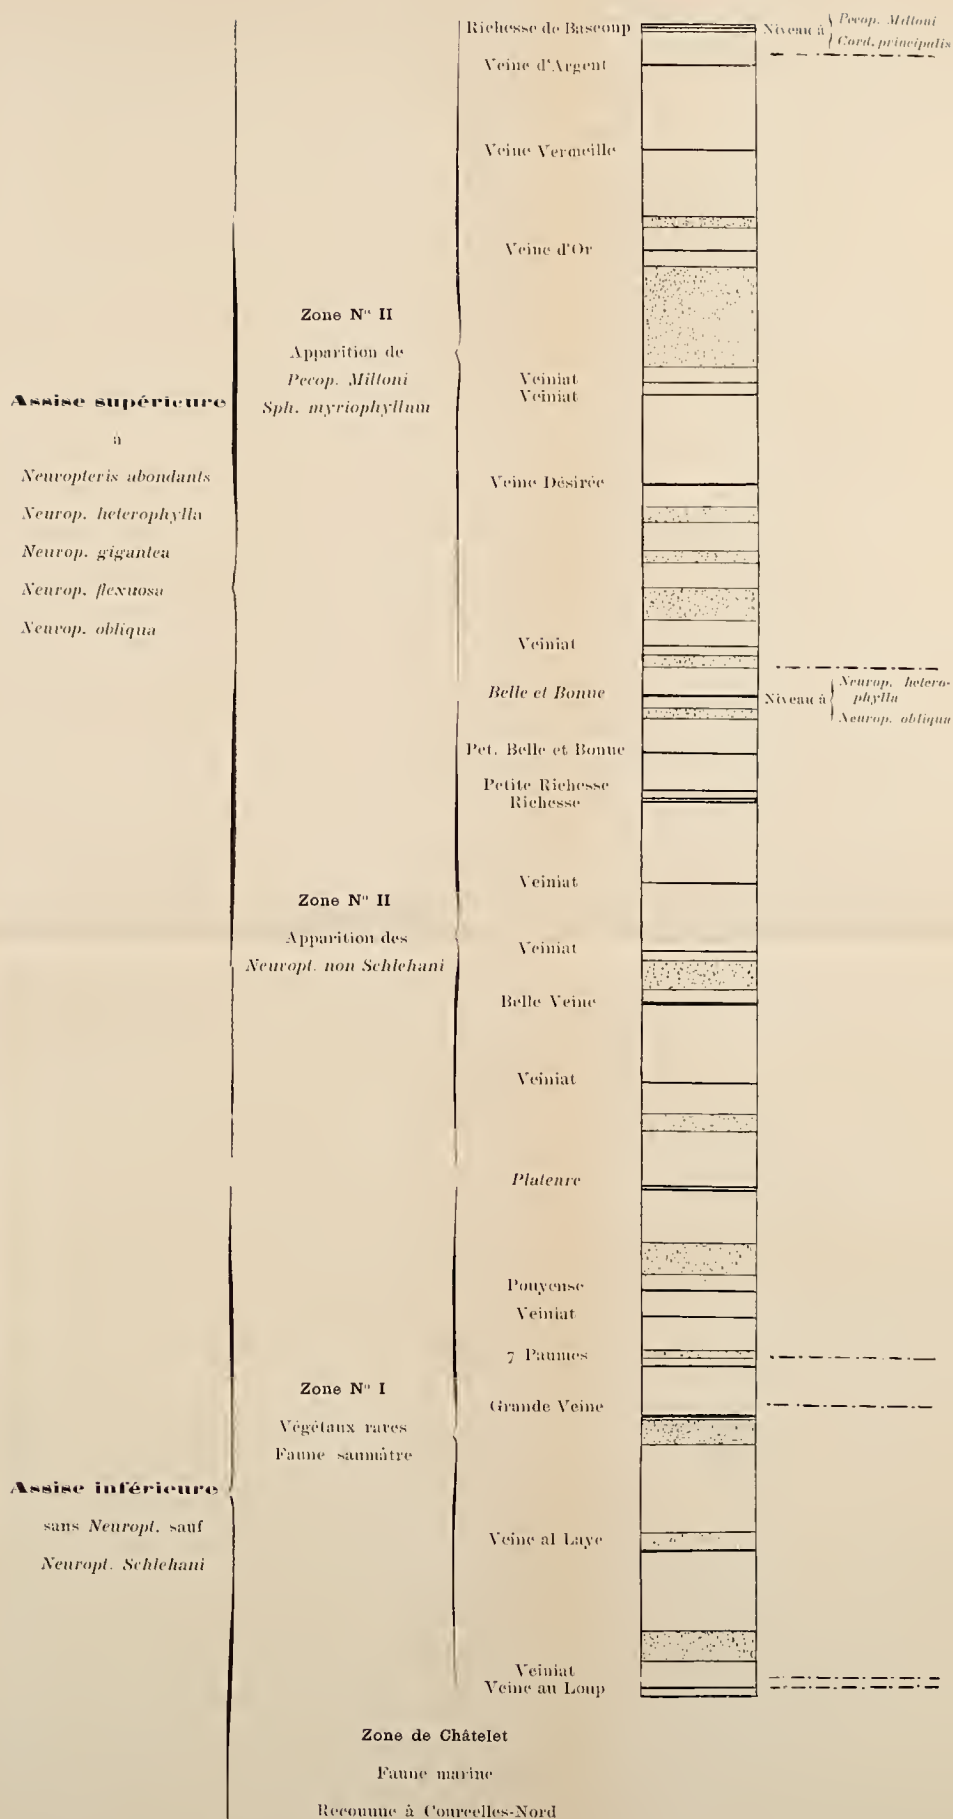 Richesse de Bascoup
Niveau à
Pecop. Miltoni
Cord. principalis
Veine d'Argent
Veine Vermeille
Veine d'Or
Zone N° II
Apparition de
Pecop. Miltoni
Sph. myriophyllum
Veiniat
Veiniat
Assise supérieure
à
Neuropteris abondants
Neurop. heterophylla
Neurop. gigantea
Neurop. flexuosa
Neurop. obliqua
Veine Désirée
Veiniat
Belle et Bonne
Niveau à
Neurop. hetero-
phylla
Neurop. obliqua
Pet. Belle et Bonne
Petite Richesse
Richesse
Veiniat
Zone N° II
Apparition des
Neuropt. non Schlehani
Veiniat
Belle Veine
Veiniat
Plateure
Pouyeuse
Veiniat
7 Paumes
Zone N° I
Végétaux rares
Faune saumâtre
Grande Veine
Assise inférieure
sans Neuropt. sauf
Neuropt. Schlehani
Veine al Laye
Veiniat
Veine au Loup
Zone de Châtelet
Faune marine
Reconnue à Courcelles-Nord